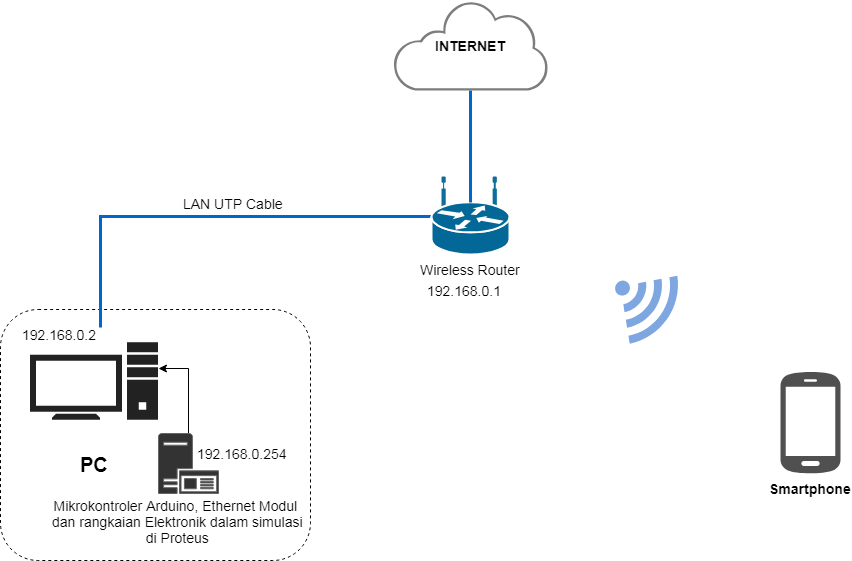 INTERNET
LAN UTP Cable
Wireless Router
192.168.0.1
192.168.0.2
192.168.0.254
PC
Mikrokontroler Arduino, Ethernet Modul
dan rangkaian Elektronik dalam simulasi
di Proteus
Smartphone